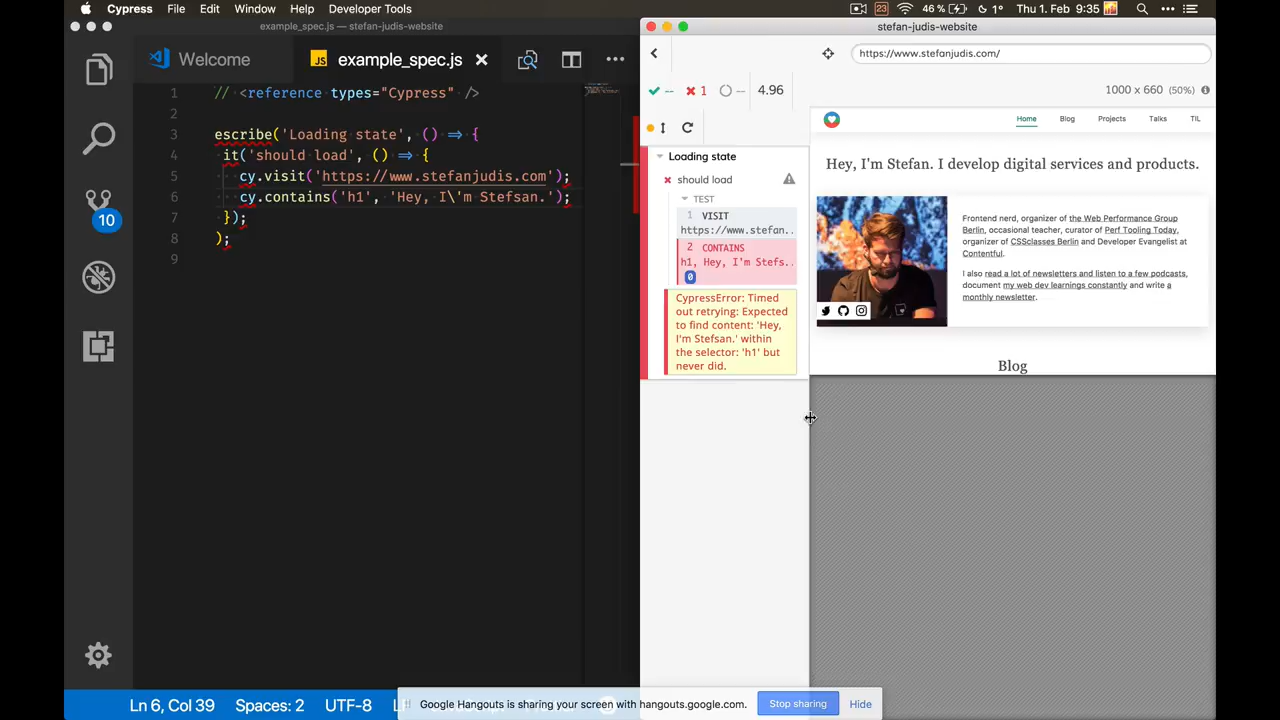 Cypress File Edit Window Help Developer Tools
46 % 1° Thu 1. Feb 9:35
23
example_spec.js — stefan-judis-website
Welcome
JS example_spec.js
1 // <reference types="Cypress" />
2
3 escribe('Loading state', () => {
4 it('should load', () => {
5 cy.visit('https://www.stefanjudis.com');
6 cy.contains('h1', 'Hey, I\'m Stefsan.');
7 });
8 );
9
10
Ln 6, Col 39 Spaces: 2 UTF-8
stefan-judis-website
https://www.stefanjudis.com/
-- 1 -- 4.96
1000 x 660 (50%)
Loading state
should load
TEST
1 VISIT
https://www.stefan..
2 CONTAINS
h1, Hey, I'm Stefs..
0
CypressError: Timed
out retrying: Expected
to find content: 'Hey,
I'm Stefsan.' within
the selector: 'h1' but
never did.
Home Blog Projects Talks TIL
Hey, I'm Stefan. I develop digital services and products.
Frontend nerd, organizer of the Web Performance Group
Berlin, occasional teacher, curator of Perf Tooling Today,
organizer of CSSclasses Berlin and Developer Evangelist at
Contentful.
I also read a lot of newsletters and listen to a few podcasts,
document my web dev learnings constantly and write a
monthly newsletter.
Blog
Google Hangouts is sharing your screen with hangouts.google.com.
Stop sharing
Hide